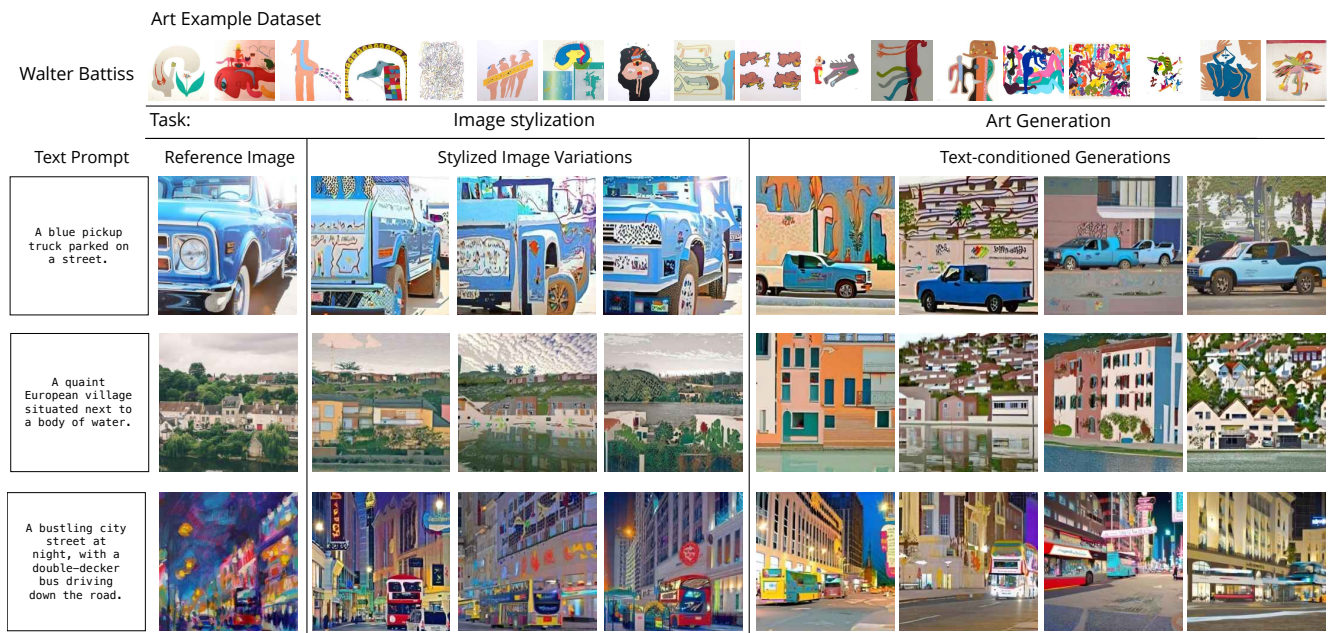 Art Example Dataset
Walter Battiss
Task:
Image stylization
Art Generation
Text Prompt
Reference Image
Stylized Image Variations
Text-conditioned Generations
A blue pickup
truck parked on
a street.
A quaint
European village
situated next to
a body of water.
A bustling city
street at
night, with a
double-decker
bus driving
down the road.